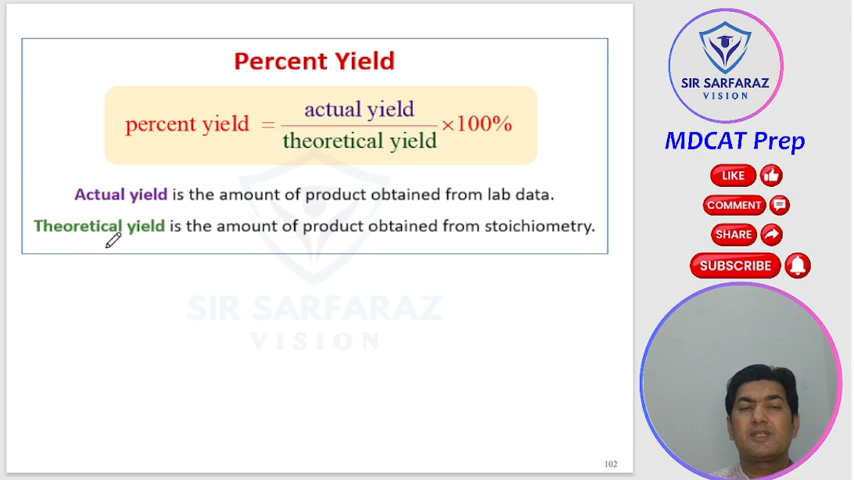 Percent Yield
percent yield = actual yield / theoretical yield ×100%
Actual yield is the amount of product obtained from lab data.
Theoretical yield is the amount of product obtained from stoichiometry.
SIR SARFARAZ
VISION
102
SIR SARFARAZ
VISION
MDCAT Prep
LIKE
COMMENT
SHARE
SUBSCRIBE